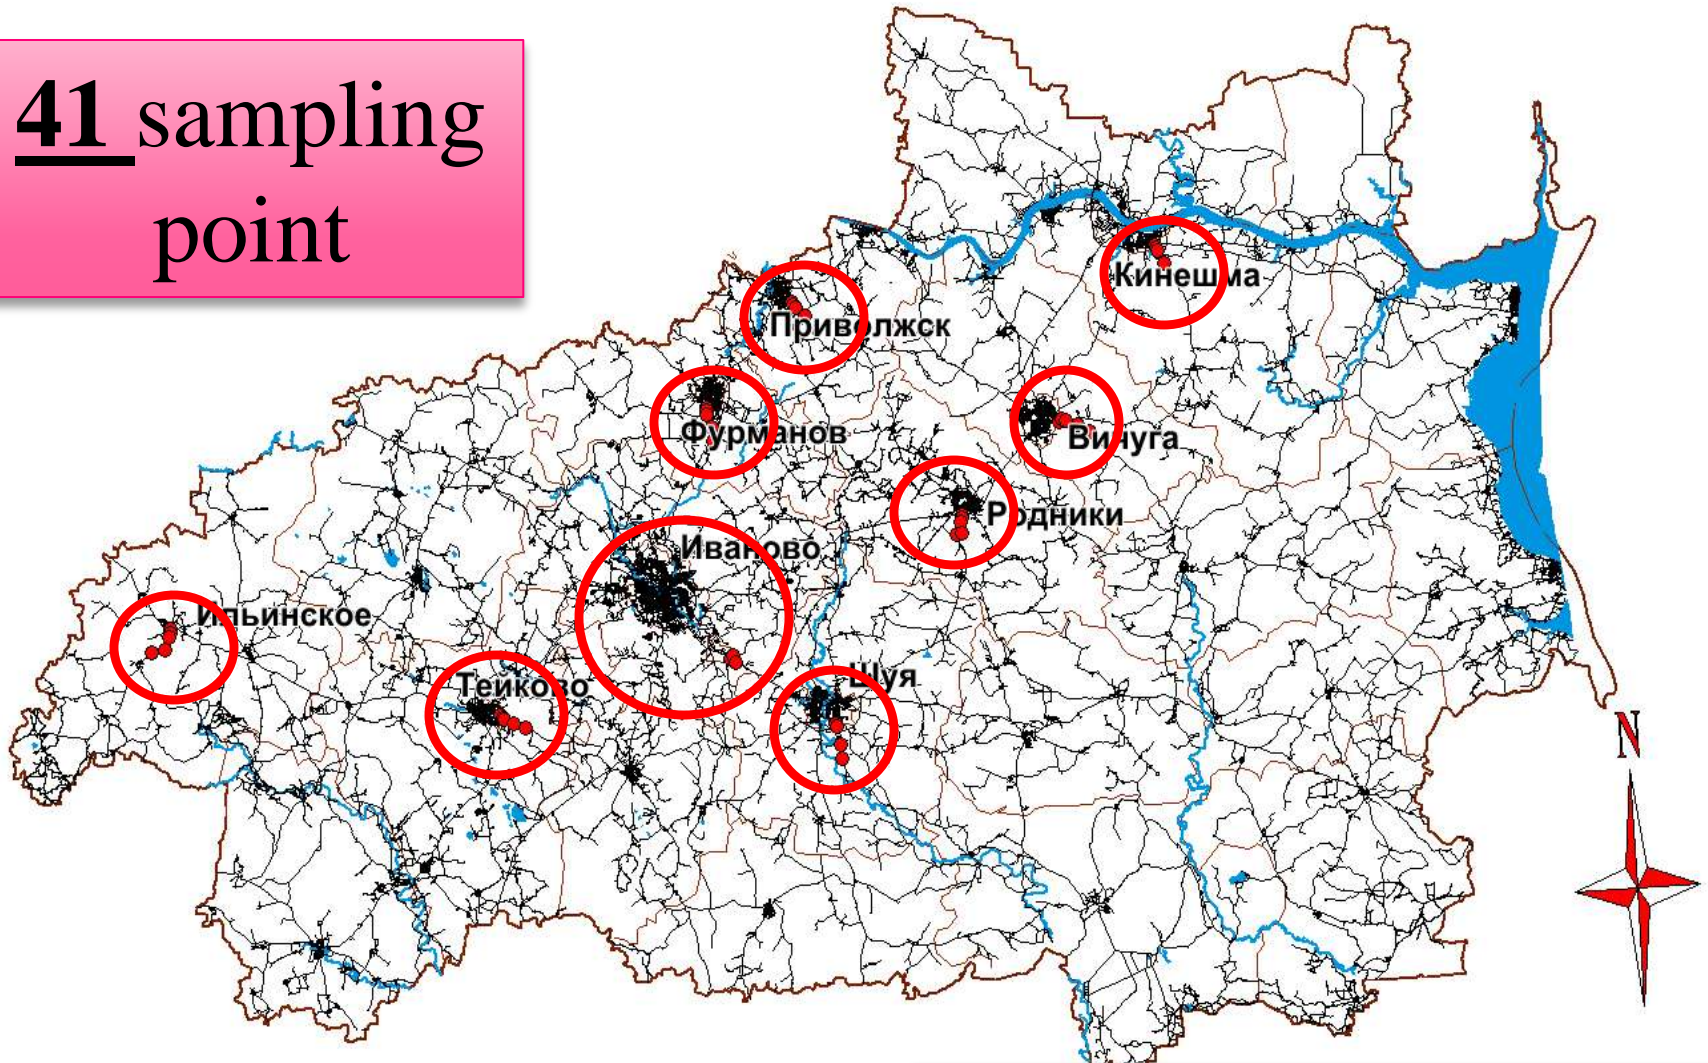 41 sampling
point
Кинешма
Приволжск
Фурманов
Вичуга
Родники
Иваново
Ильинское
Тейково
Шуя
N